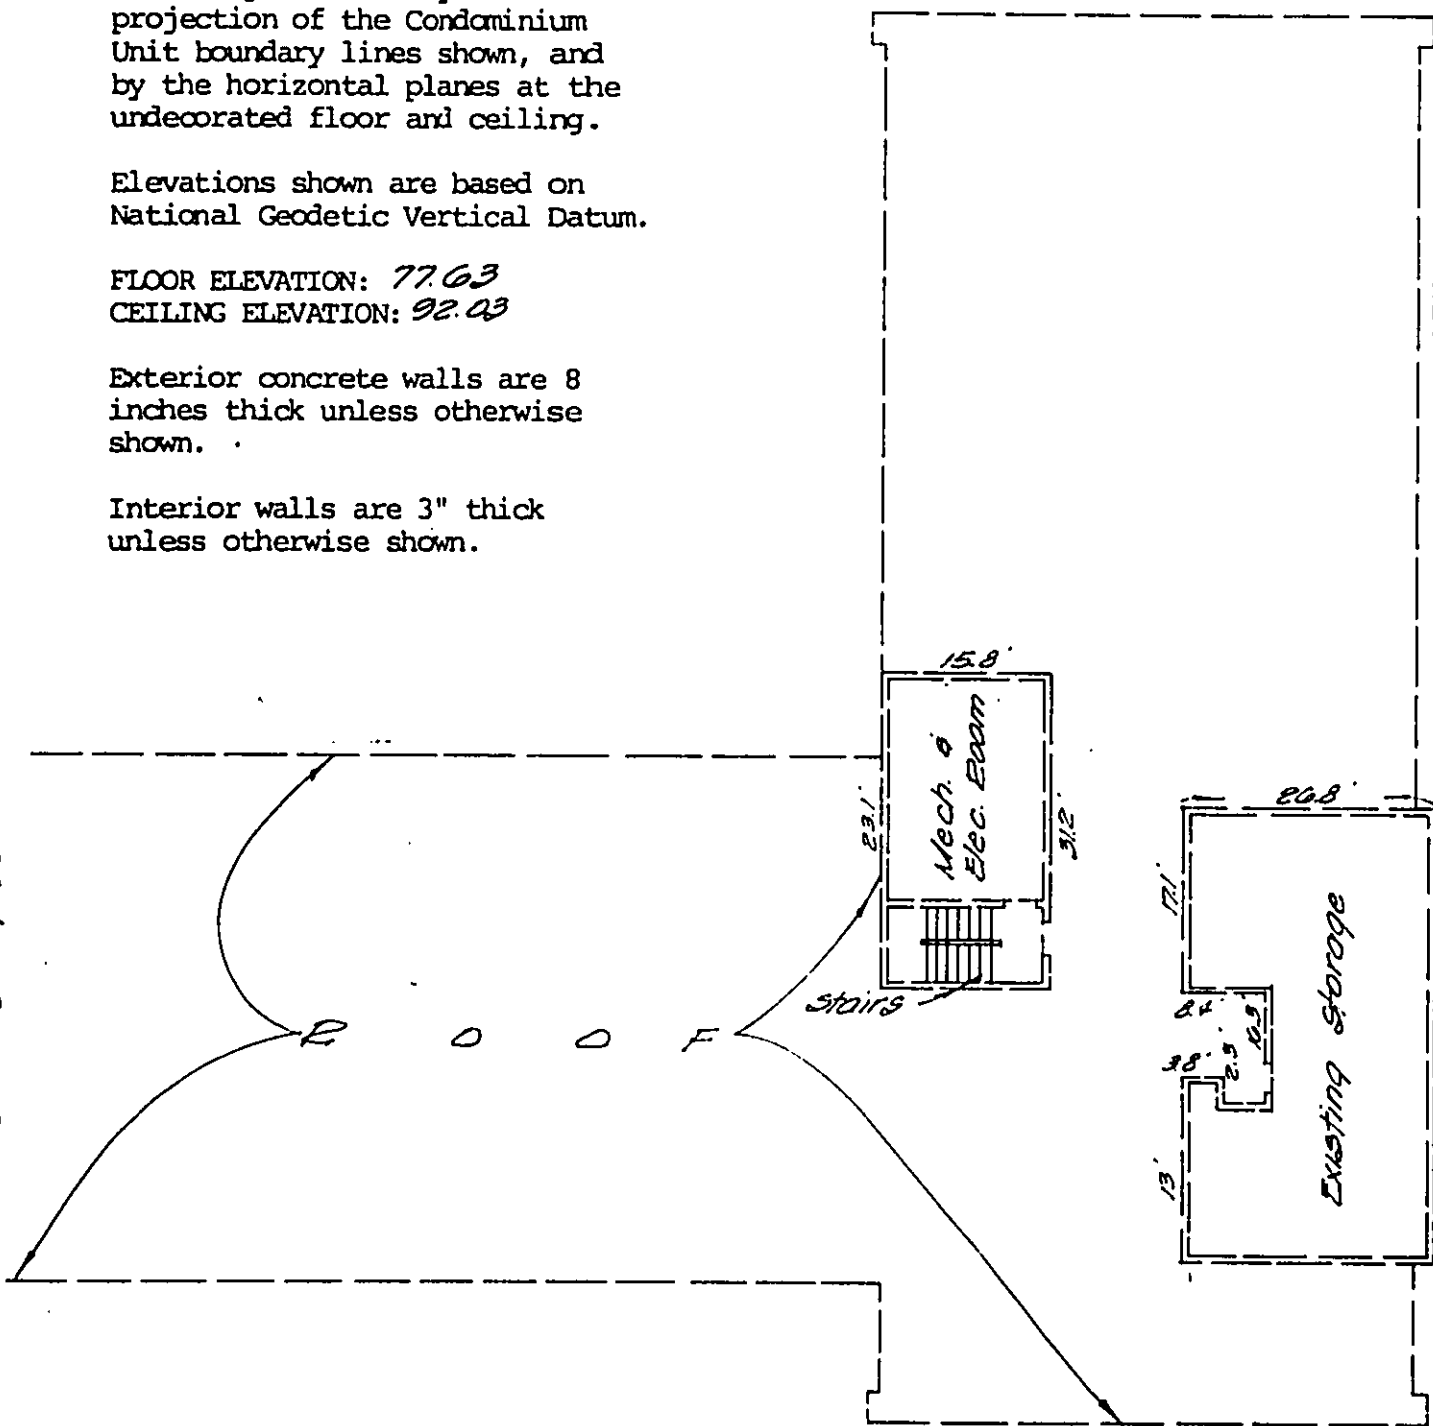 projection of the Condominium
Unit boundary lines shown, and
by the horizontal planes at the
undecorated floor and ceiling.
Elevations shown are based on
National Geodetic Vertical Datum.
FLOOR ELEVATION: 77.63
CEILING ELEVATION: 92.03
Exterior concrete walls are 8
inches thick unless otherwise
shown.
Interior walls are 3" thick
unless otherwise shown.
15.8'
Mech. &
Elec. Room
23.1'
31.2'
stairs
26.8'
17.1'
8.4'
10.3'
2.3'
3.8'
13'
Existing Storage
ROOF